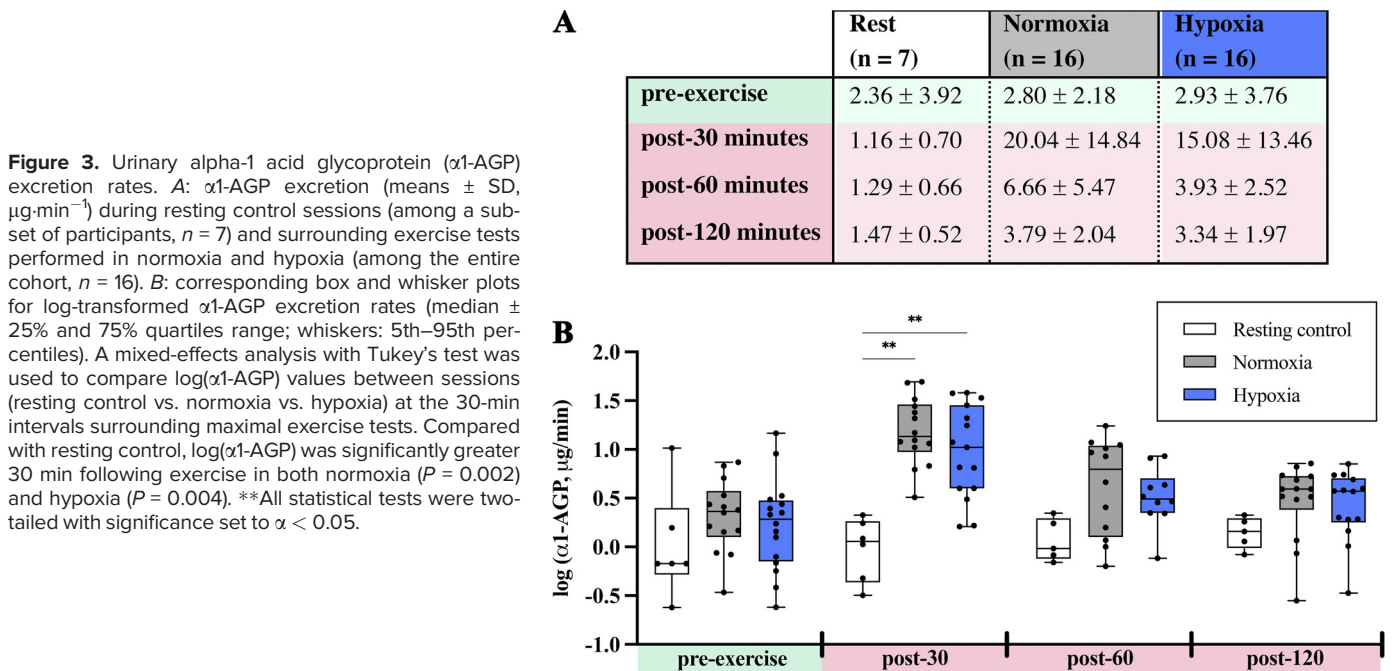 Figure 3. Urinary alpha-1 acid glycoprotein (α1-AGP)
excretion rates. A: α1-AGP excretion (means ± SD,
µg·min⁻¹) during resting control sessions (among a sub-
set of participants, n = 7) and surrounding exercise tests
performed in normoxia and hypoxia (among the entire
cohort, n = 16). B: corresponding box and whisker plots
for log-transformed α1-AGP excretion rates (median ±
25% and 75% quartiles range; whiskers: 5th–95th per-
centiles). A mixed-effects analysis with Tukey's test was
used to compare log(α1-AGP) values between sessions
(resting control vs. normoxia vs. hypoxia) at the 30-min
intervals surrounding maximal exercise tests. Compared
with resting control, log(α1-AGP) was significantly greater
30 min following exercise in both normoxia (P = 0.002)
and hypoxia (P = 0.004). **All statistical tests were two-
tailed with significance set to α < 0.05.
A
Rest Normoxia Hypoxia
(n = 7) (n = 16) (n = 16)
pre-exercise 2.36 ± 3.92 2.80 ± 2.18 2.93 ± 3.76
post-30 minutes 1.16 ± 0.70 20.04 ± 14.84 15.08 ± 13.46
post-60 minutes 1.29 ± 0.66 6.66 ± 5.47 3.93 ± 2.52
post-120 minutes 1.47 ± 0.52 3.79 ± 2.04 3.34 ± 1.97
B
Resting control
Normoxia
Hypoxia
**
**
log (α1-AGP, µg/min)
2.0
1.5
1.0
0.5
0.0
-0.5
-1.0
pre-exercise post-30 post-60 post-120